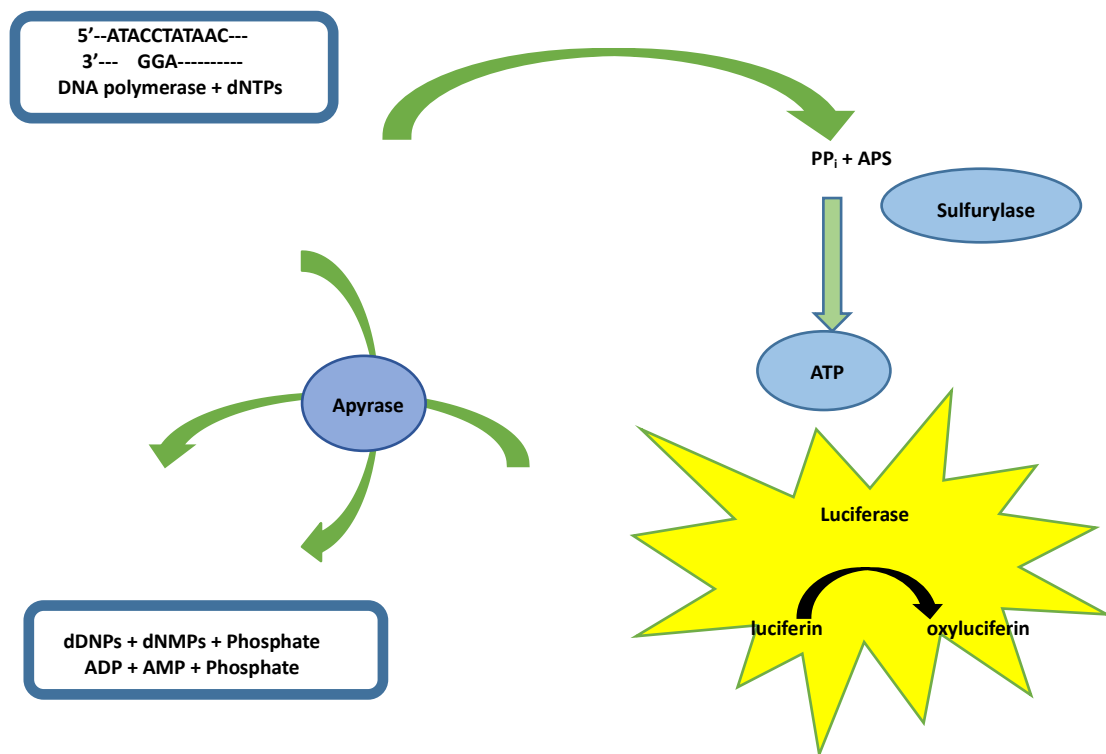 5’--ATACCTATAAC---
3’--- GGA----------
DNA polymerase + dNTPs
PPi + APS
Sulfurylase
ATP
Apyrase
Luciferase
luciferin oxyluciferin
dDNPs + dNMPs + Phosphate
ADP + AMP + Phosphate